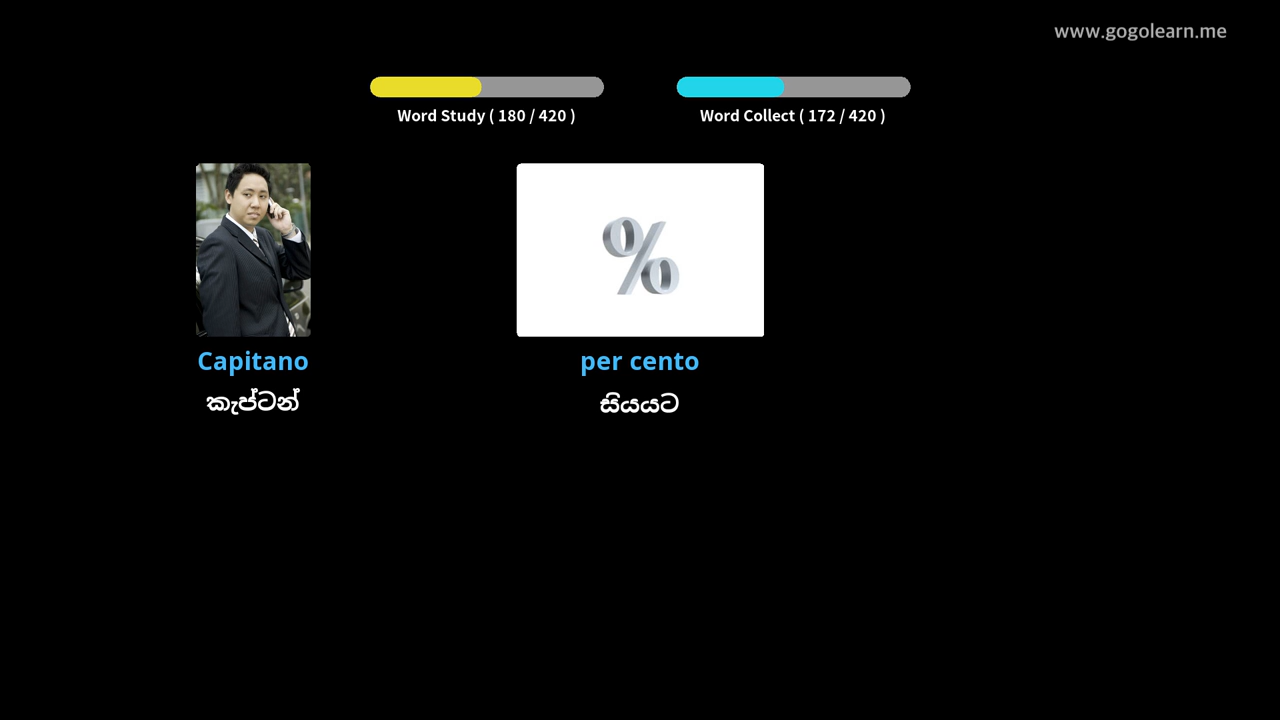 www.gogolearn.me
Word Study ( 180 / 420 )
Word Collect ( 172 / 420 )
%
Capitano
කැප්ටන්
per cento
සියයට